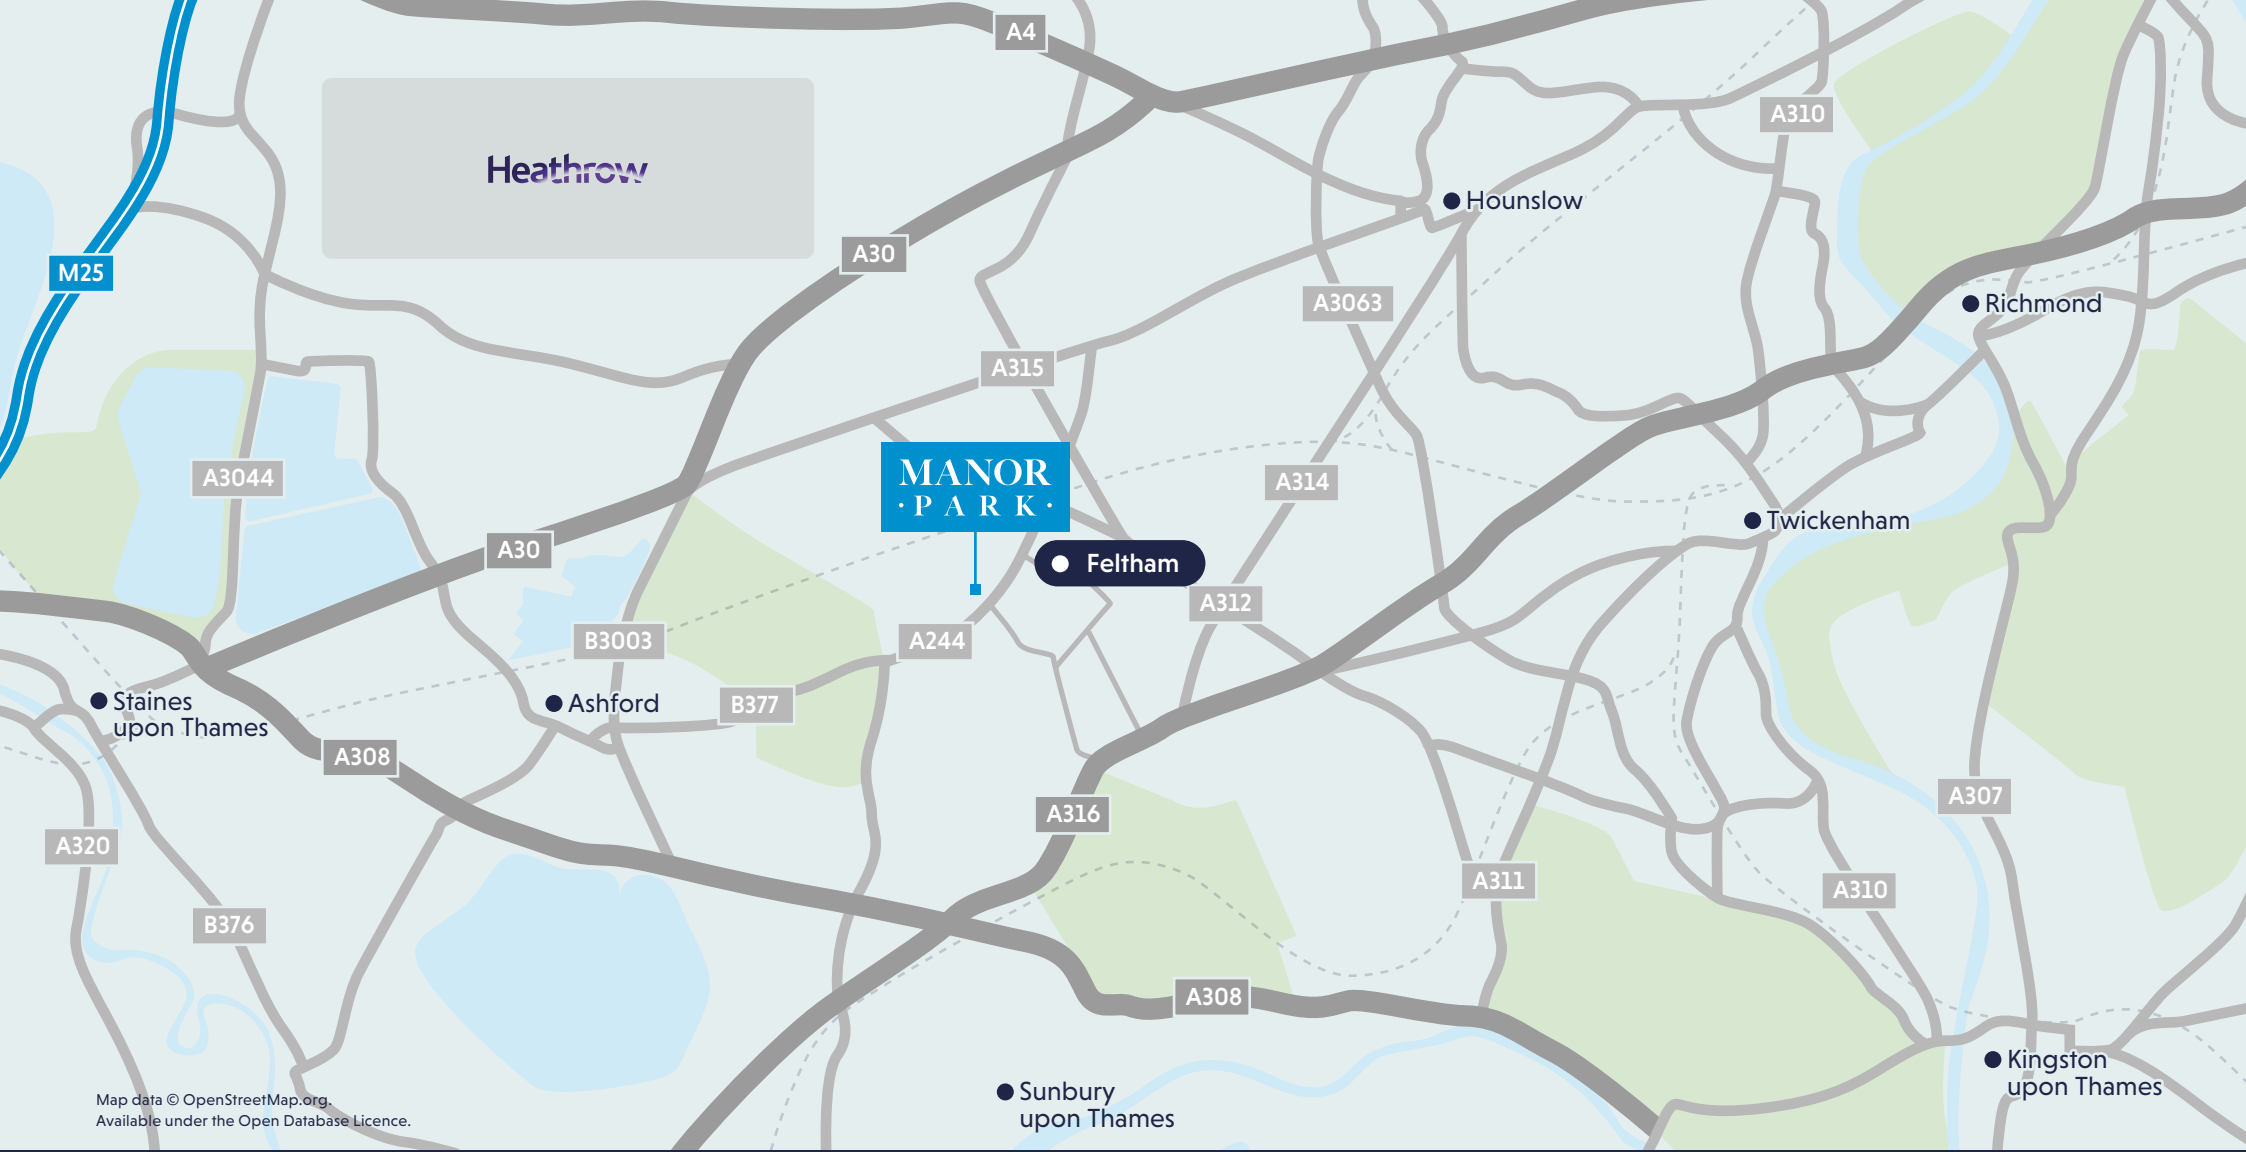 A4
A310
Heathrow
Hounslow
A30
M25
A3063
Richmond
A315
A3044
MANOR
· P A R K ·
A314
Twickenham
A30
Feltham
A312
B3003
A244
Staines
upon Thames
Ashford
B377
A308
A307
A316
A320
A311
A310
B376
A308
Kingston
upon Thames
Sunbury
upon Thames
Map data © OpenStreetMap.org.
Available under the Open Database Licence.